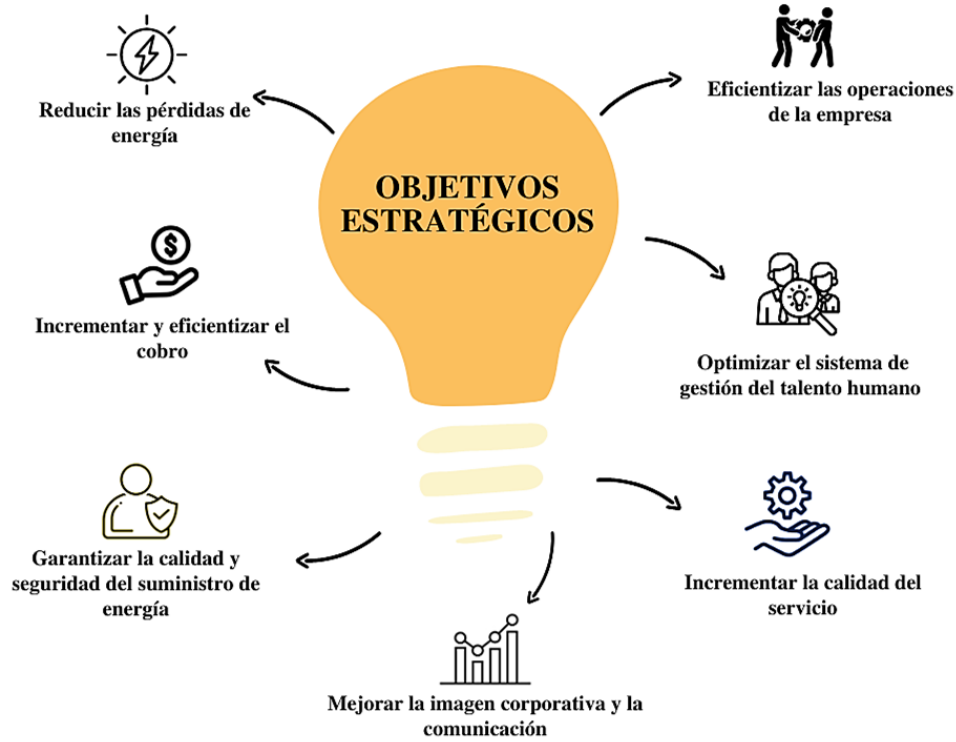 OBJETIVOS
ESTRATÉGICOS
Reducir las pérdidas de
energía
Eficientizar las operaciones
de la empresa
Incrementar y eficientizar el
cobro
Optimizar el sistema de
gestión del talento humano
Garantizar la calidad y
seguridad del suministro de
energía
Incrementar la calidad del
servicio
Mejorar la imagen corporativa y la
comunicación